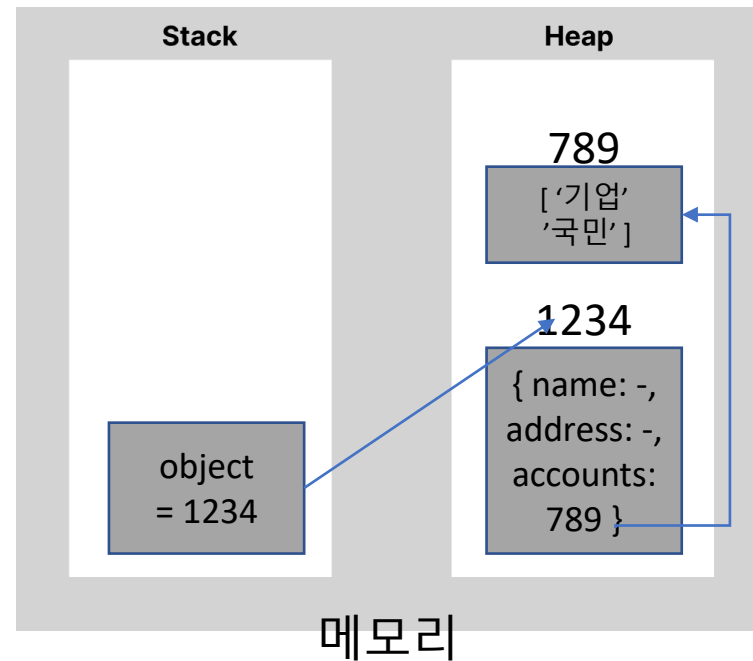 Stack
Heap
789
[ ‘기업’
’국민’ ]
1234
{ name: -,
address: -,
accounts:
789 }
object
= 1234
메모리